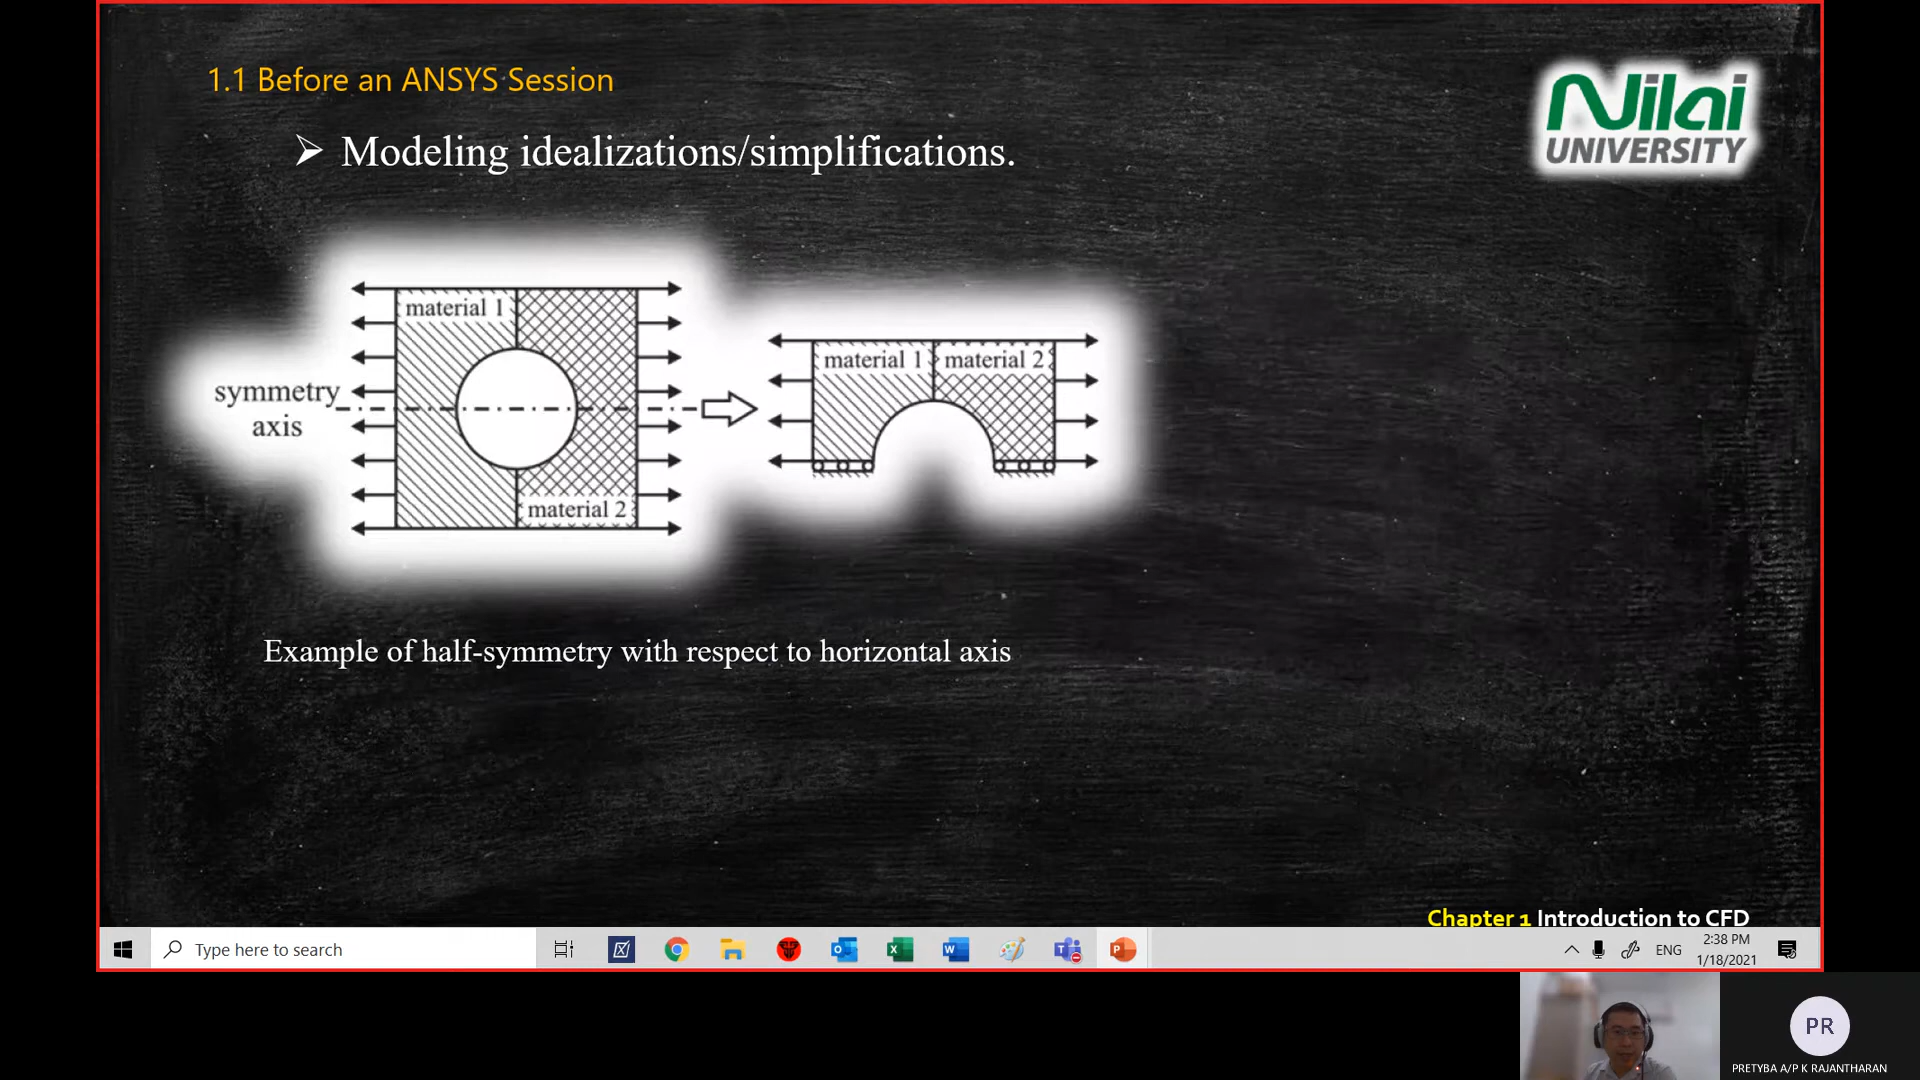 1.1 Before an ANSYS Session
Nilai
UNIVERSITY
➢ Modeling idealizations/simplifications.
material 1
symmetry
axis
material 2
material 1
material 2
Example of half-symmetry with respect to horizontal axis
Chapter 1 Introduction to CFD
Type here to search
ENG
2:38 PM
1/18/2021
PR
PRETYBA A/P K RAJANTHARAN